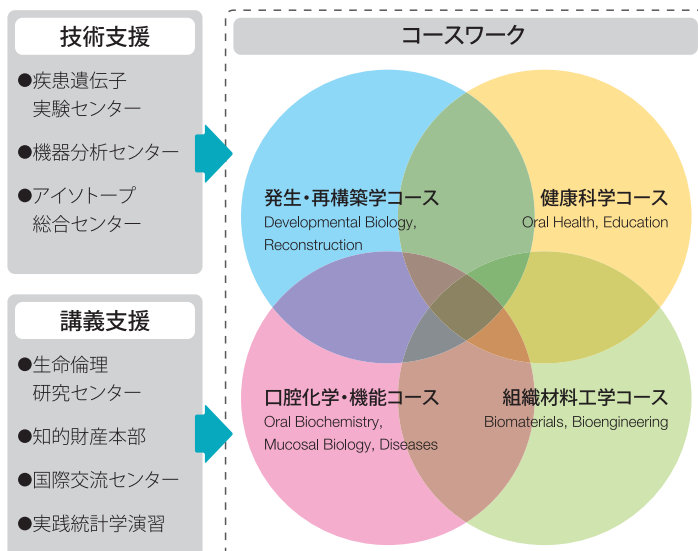 技術支援
●疾患遺伝子
実験センター
●機器分析センター
●アイソトープ
総合センター
講義支援
●生命倫理
研究センター
●知的財産本部
●国際交流センター
●実践統計学演習
コースワーク
発生・再構築学コース
Developmental Biology,
Reconstruction
健康科学コース
Oral Health, Education
口腔化学・機能コース
Oral Biochemistry,
Mucosal Biology, Diseases
組織材料工学コース
Biomaterials, Bioengineering